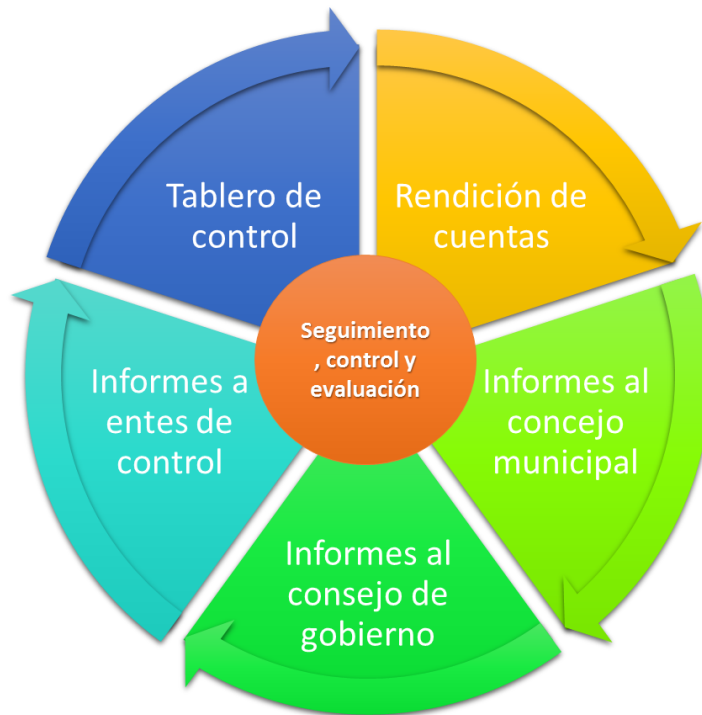 Tablero de
control
Rendición de
cuentas
Seguimiento
, control y
evaluación
Informes a
entes de
control
Informes al
concejo
municipal
Informes al
consejo de
gobierno